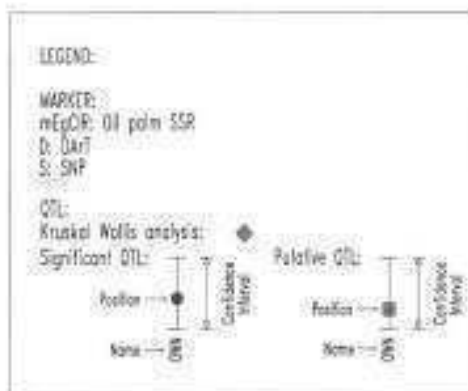 LEGEND:
MARKER:
mEgCIR: Oil palm SSR
D: DArT
S: SNP
QTL:
Kruskal Wallis analysis:
Significant QTL:
Putative QTL:
Position
Confidence
Interval
Name
Position
Confidence
Interval
Name